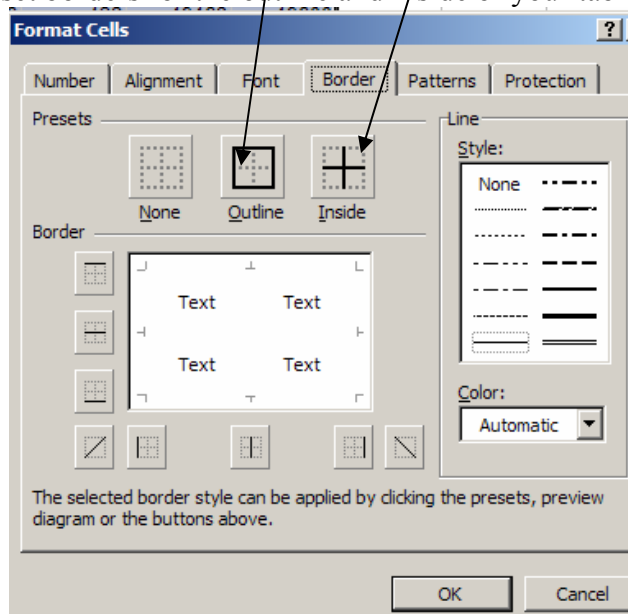 Format Cells
Number Alignment Font Border Patterns Protection
Presets
None Outline Inside
Border
Text Text
Text Text
Line
Style:
None
Color:
Automatic
The selected border style can be applied by clicking the presets, preview
diagram or the buttons above.
OK Cancel